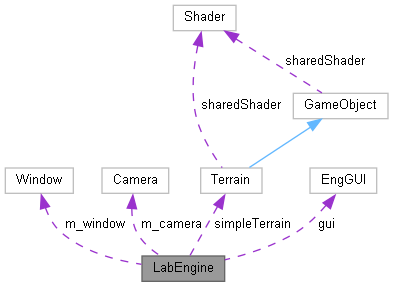 Shader
sharedShader
sharedShader
GameObject
Window
Camera
Terrain
EngGUI
m_window
m_camera
simpleTerrain
gui
LabEngine